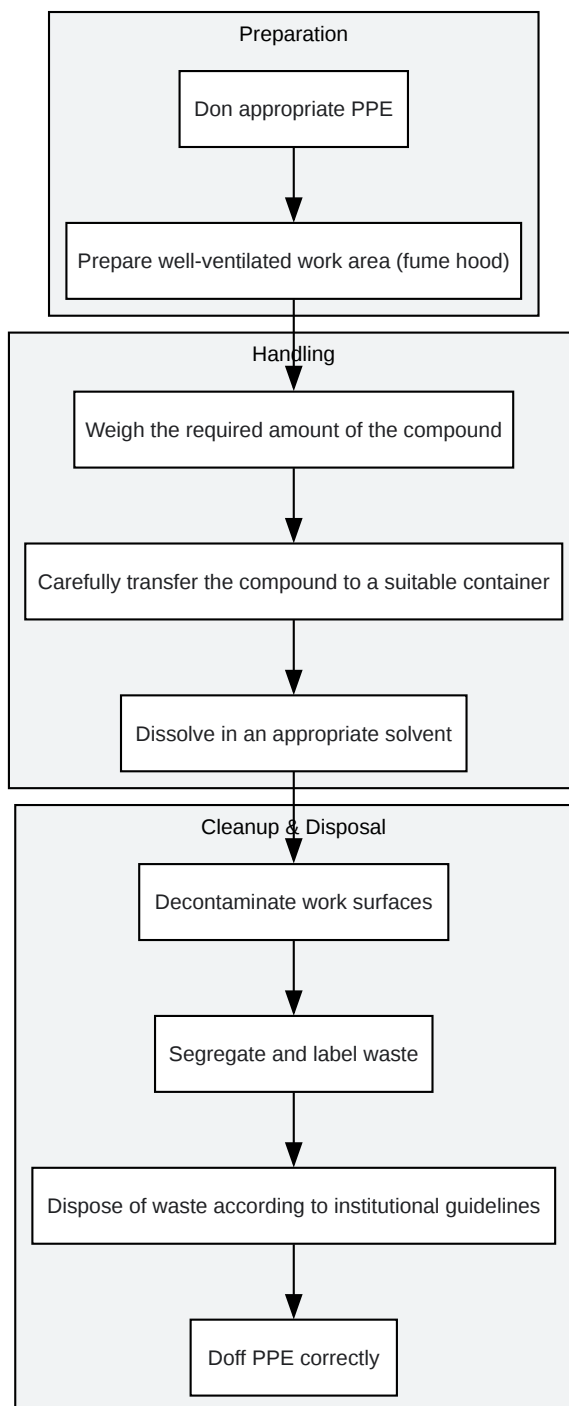 Preparation
Don appropriate PPE
Prepare well-ventilated work area (fume hood)
Handling
Weigh the required amount of the compound
Carefully transfer the compound to a suitable container
Dissolve in an appropriate solvent
Cleanup & Disposal
Decontaminate work surfaces
Segregate and label waste
Dispose of waste according to institutional guidelines
Doff PPE correctly